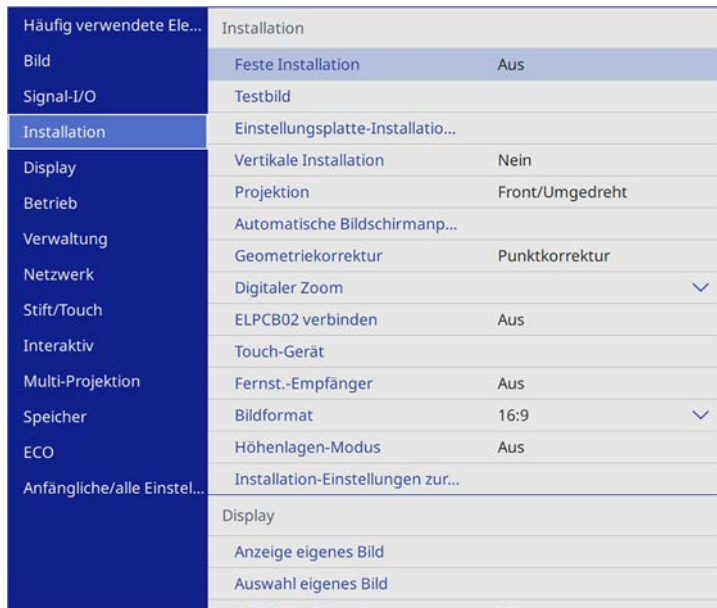 Häufig verwendete Ele...
Bild
Signal-I/O
Installation
Display
Betrieb
Verwaltung
Netzwerk
Stift/Touch
Interaktiv
Multi-Projektion
Speicher
ECO
Anfängliche/alle Einstel...
Installation
Feste Installation Aus
Testbild
Einstellungsplatte-Installatio...
Vertikale Installation Nein
Projektion Front/Umgedreht
Automatische Bildschirmanp...
Geometriekorrektur Punktkorrektur
Digitaler Zoom
ELPCB02 verbinden Aus
Touch-Gerät
Fernst.-Empfänger Aus
Bildformat 16:9
Höhenlagen-Modus Aus
Installation-Einstellungen zur...
Display
Anzeige eigenes Bild
Auswahl eigenes Bild